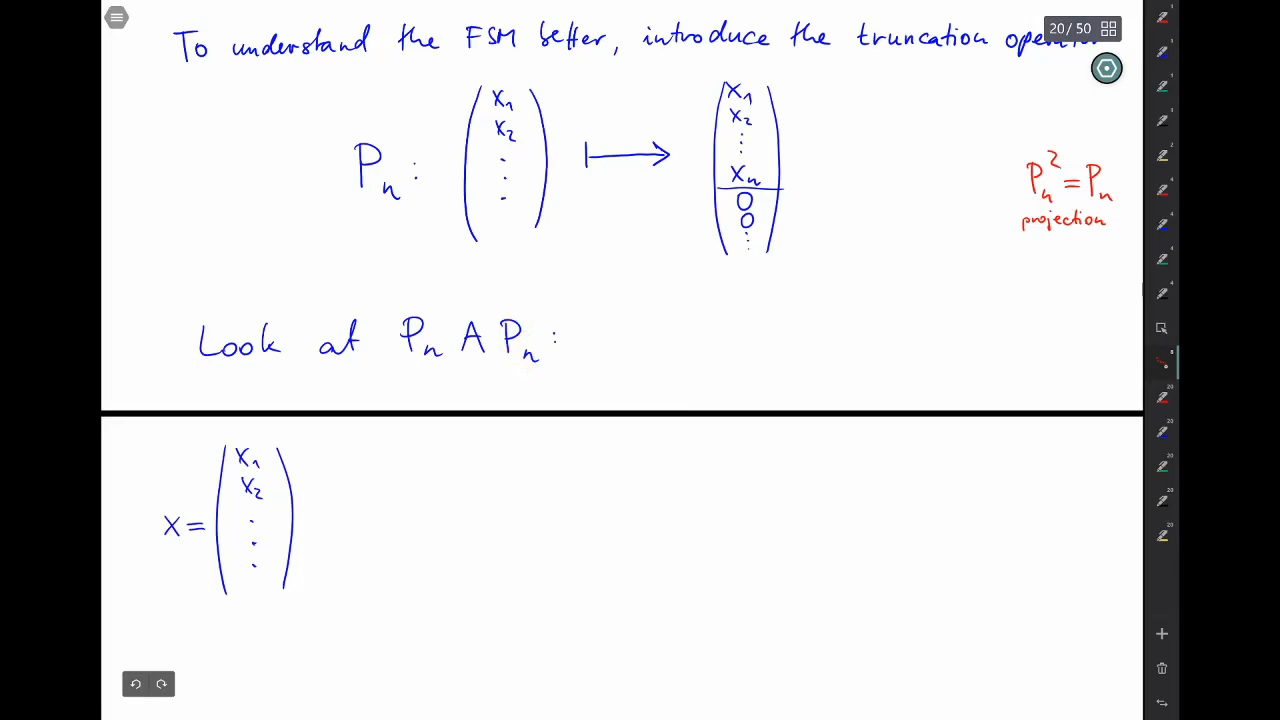 To understand the FSM better, introduce the truncation
20/50
P_n : ( x_1 x_2 . . . ) ↦ ( x_1 x_2 ⋮ x_n 0 0 ⋮ )
P_n^2 = P_n
projection
Look at P_n A P_n :
x = ( x_1 x_2 . . . )